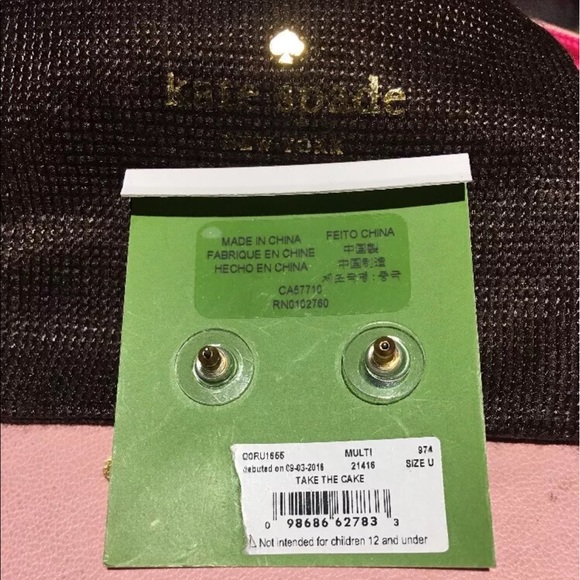 kate spade
NEW YORK
MADE IN CHINA FEITO CHINA
FABRIQUE EN CHINE 中国製
HECHO EN CHINA 中国制造
제조국명 : 중국
CA57710
RN0102760
O0RU1655 MULTI 974
debuted on 09-03-2016 21416 SIZE U
TAKE THE CAKE
0 98686 62783 3
⚠ Not intended for children 12 and under